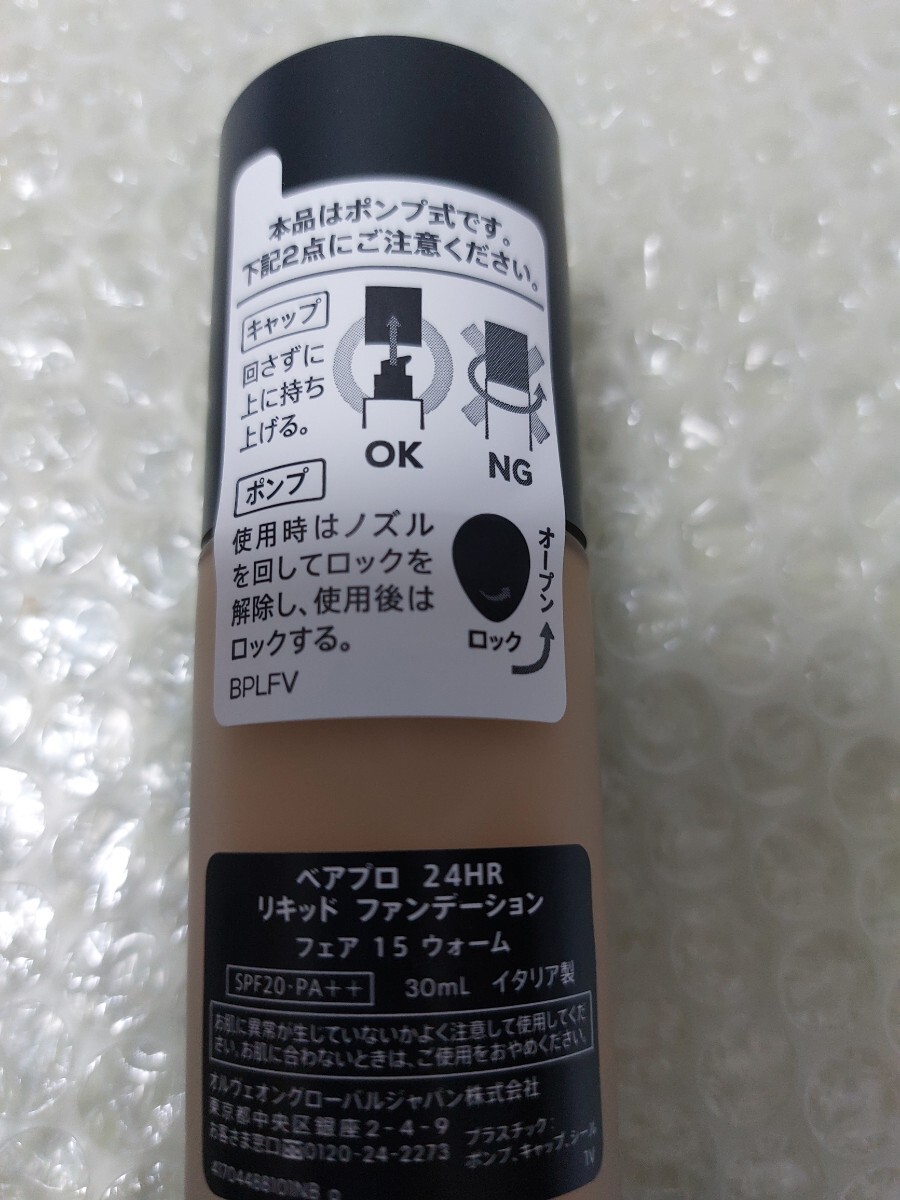 本品はポンプ式です。
下記2点にご注意ください。
キャップ
回さずに
上に持ち
上げる。
OK
NG
ポンプ
使用時はノズル
を回してロックを
解除し、使用後は
ロックする。
オープン
ロック
BPLFV
ベアプロ 24HR
リキッド ファンデーション
フェア 15 ウォーム
SPF20・PA++ 30mL イタリア製
お肌に異常が生じていないかよく注意して使用してくだ
さい。お肌に合わないときは、ご使用をおやめください。
オルヴェオングローバルジャパン株式会社
東京都中央区銀座2-4-9
お客さま窓口 0120-24-2273
プラスチック:
ポンプ、キャップ、シール
1V